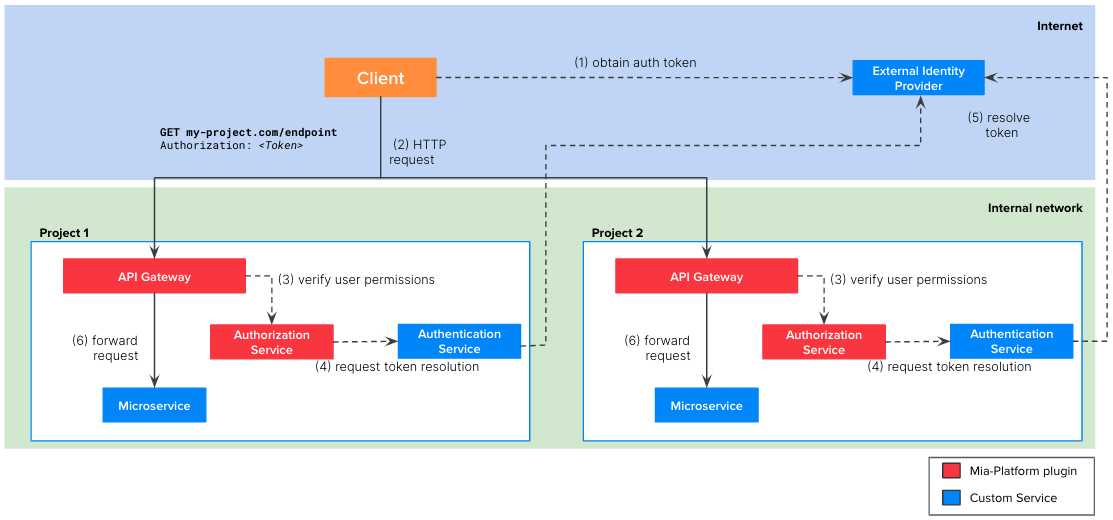 Internet
Client
(1) obtain auth token
External Identity
Provider
GET my-project.com/endpoint
Authorization: <Token>
(2) HTTP
request
(5) resolve
token
Internal network
Project 1
API Gateway
(3) verify user permissions
Authorization
Service
Authentication
Service
(4) request token resolution
(6) forward
request
Microservice
Project 2
API Gateway
(3) verify user permissions
Authorization
Service
Authentication
Service
(4) request token resolution
(6) forward
request
Microservice
Mia-Platform plugin
Custom Service